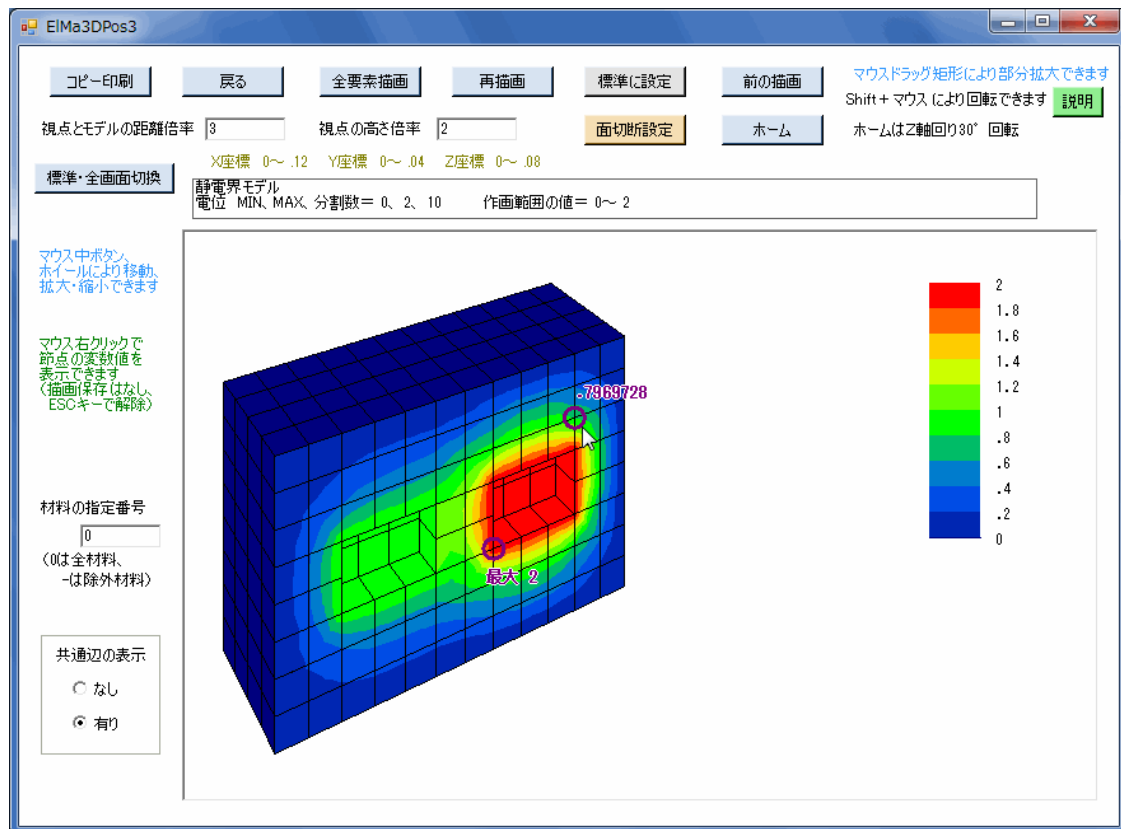 ElMa3DPos3
コピー印刷
戻る
全要素描画
再描画
標準に設定
前の描画
マウスドラッグ矩形により部分拡大できます
Shift+マウスにより回転できます
説明
視点とモデルの距離倍率 3
視点の高さ倍率 2
面切断設定
ホーム
ホームはZ軸回り30° 回転
X座標 0～ .12 Y座標 0～ .04 Z座標 0～ .08
標準・全画面切換
静電界モデル
電位 MIN、MAX、分割数= 0、2、10 作画範囲の値= 0～ 2
マウス中ボタン、
ホイールにより移動、
拡大・縮小できます
マウス右クリックで
節点の変数値を
表示できます
(描画保存はなし、
ESCキーで解除)
材料の指定番号
0
(0は全材料、
-は除外材料)
共通辺の表示
なし
有り
.7969728
最大 2
2
1.8
1.6
1.4
1.2
1
.8
.6
.4
.2
0